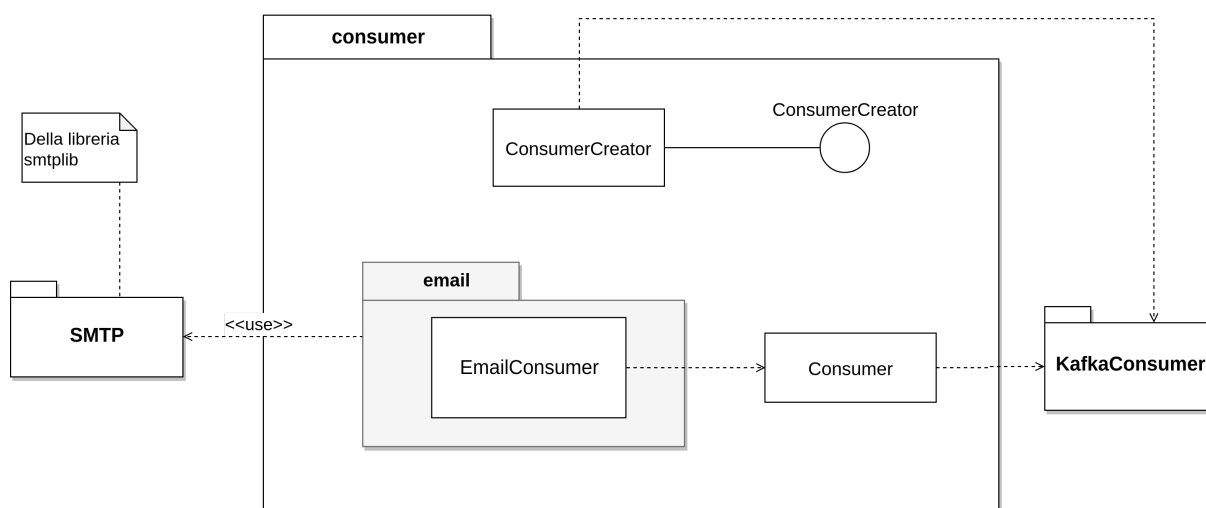 consumer
ConsumerCreator
ConsumerCreator
Della libreria
smtplib
email
<<use>>
SMTP
EmailConsumer
Consumer
KafkaConsumer